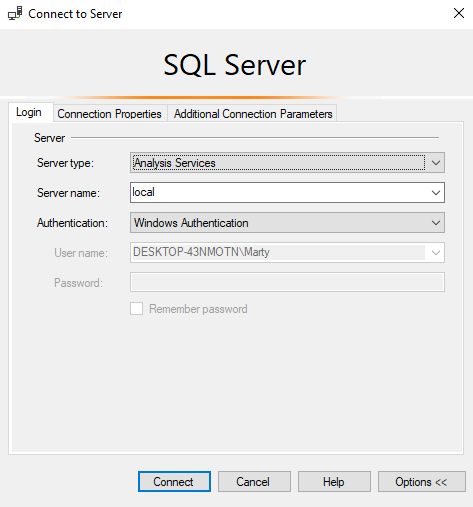 Connect to Server
SQL Server
Login Connection Properties Additional Connection Parameters
Server
Server type: Analysis Services
Server name: local
Authentication: Windows Authentication
User name: DESKTOP-43NMOTN\Marty
Password:
Remember password
Connect Cancel Help Options <<